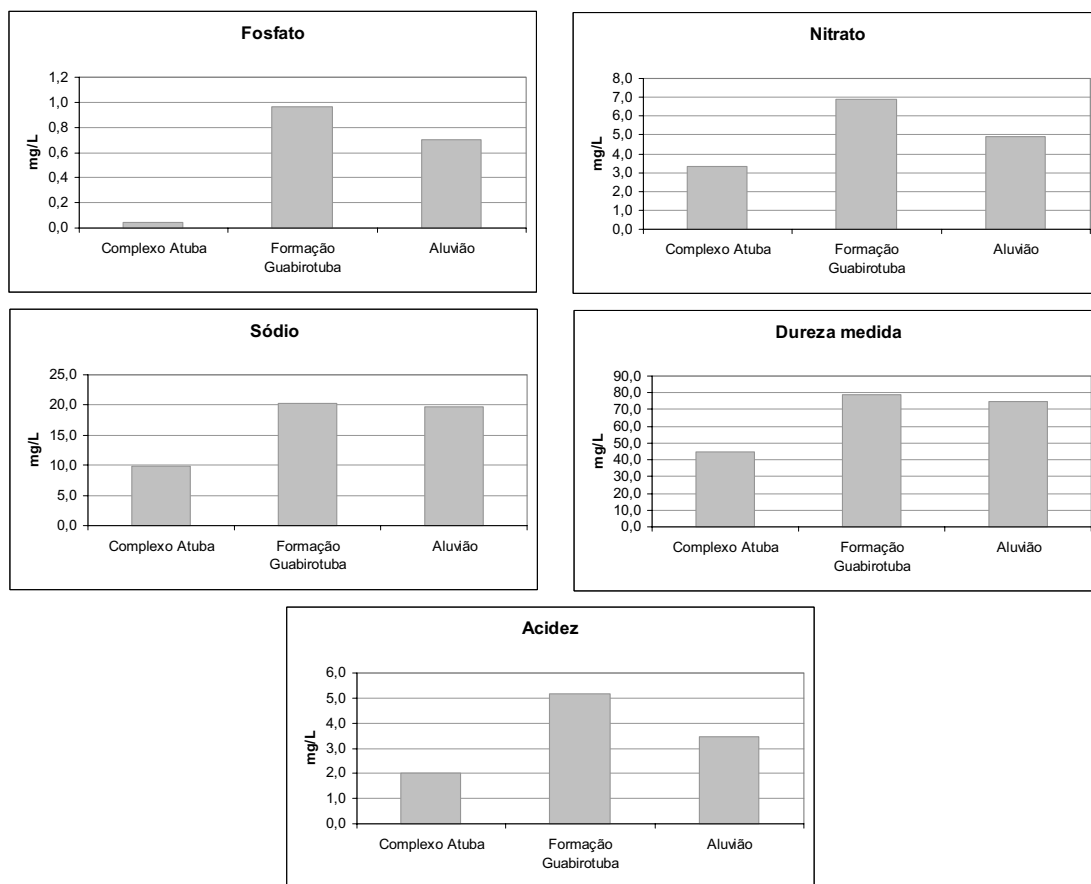 Fosfato
mg/L
1,2
1,0
0,8
0,6
0,4
0,2
0,0
Complexo Atuba
Formação
Guabirotuba
Aluvião
Nitrato
mg/L
8,0
7,0
6,0
5,0
4,0
3,0
2,0
1,0
0,0
Complexo Atuba
Formação
Guabirotuba
Aluvião
Sódio
mg/L
25,0
20,0
15,0
10,0
5,0
0,0
Complexo Atuba
Formação
Guabirotuba
Aluvião
Dureza medida
mg/L
90,0
80,0
70,0
60,0
50,0
40,0
30,0
20,0
10,0
0,0
Complexo Atuba
Formação
Guabirotuba
Aluvião
Acidez
mg/L
6,0
5,0
4,0
3,0
2,0
1,0
0,0
Complexo Atuba
Formação
Guabirotuba
Aluvião